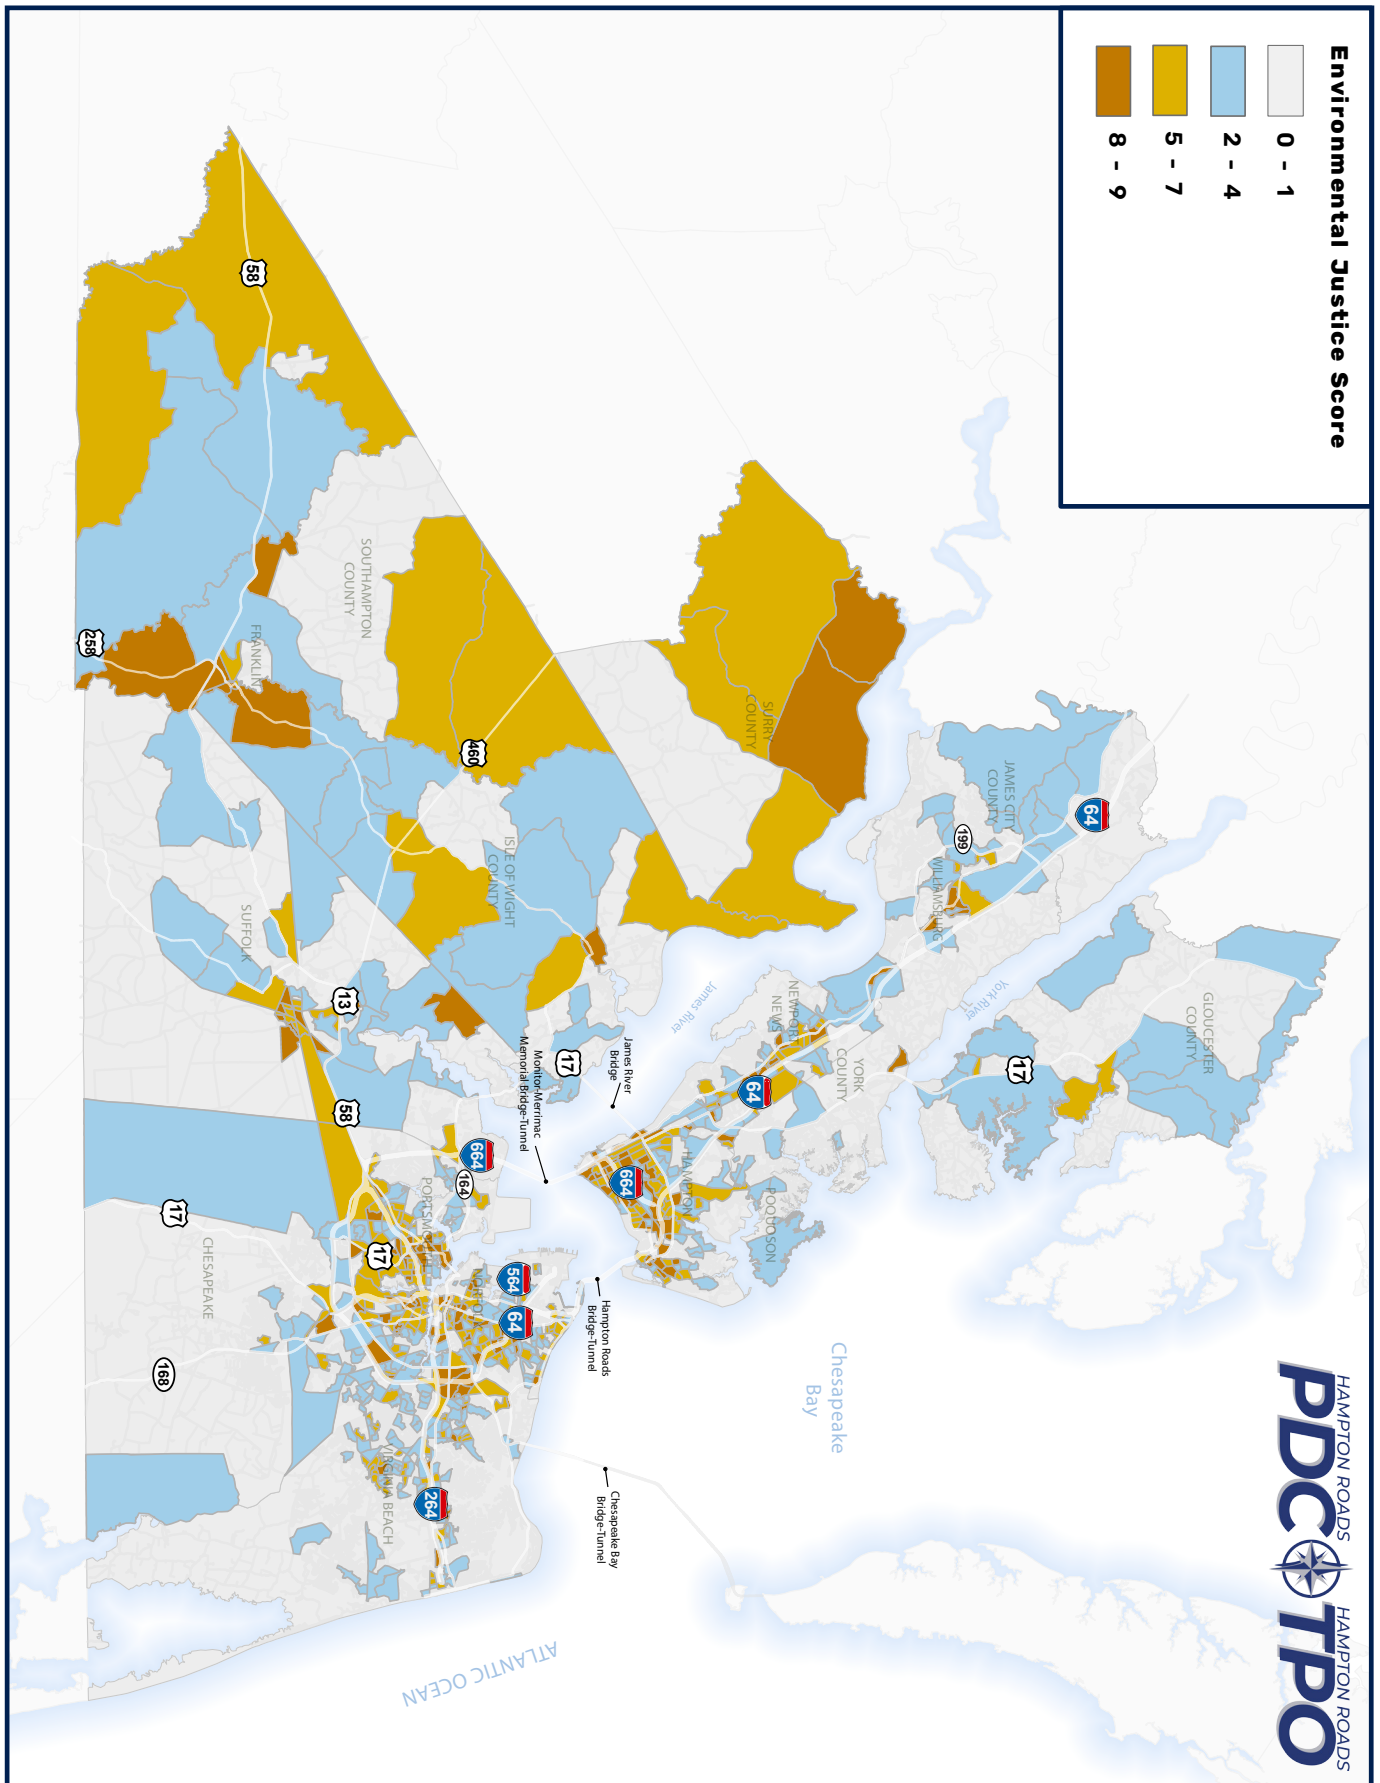 Environmental Justice Score
0 - 1
2 - 4
5 - 7
8 - 9
HAMPTON ROADS
PDC
HAMPTON ROADS
TPO
64
JAMES CITY
COUNTY
199
WILLIAMSBURG
GLOUCESTER
COUNTY
17
York River
YORK
COUNTY
NEWPORT
NEWS
James River
64
SURRY
COUNTY
James River
Bridge
Monitor-Merrimac
Memorial Bridge-Tunnel
17
POQUOSON
HAMPTON
664
Hampton Roads
Bridge-Tunnel
Chesapeake
Bay
Chesapeake Bay
Bridge-Tunnel
460
ISLE OF WIGHT
COUNTY
SOUTHAMPTON
COUNTY
58
FRANKLIN
258
SUFFOLK
13
58
664
164
PORTSMOUTH
17
564
64
NORFOLK
17
CHESAPEAKE
168
VIRGINIA BEACH
264
ATLANTIC OCEAN